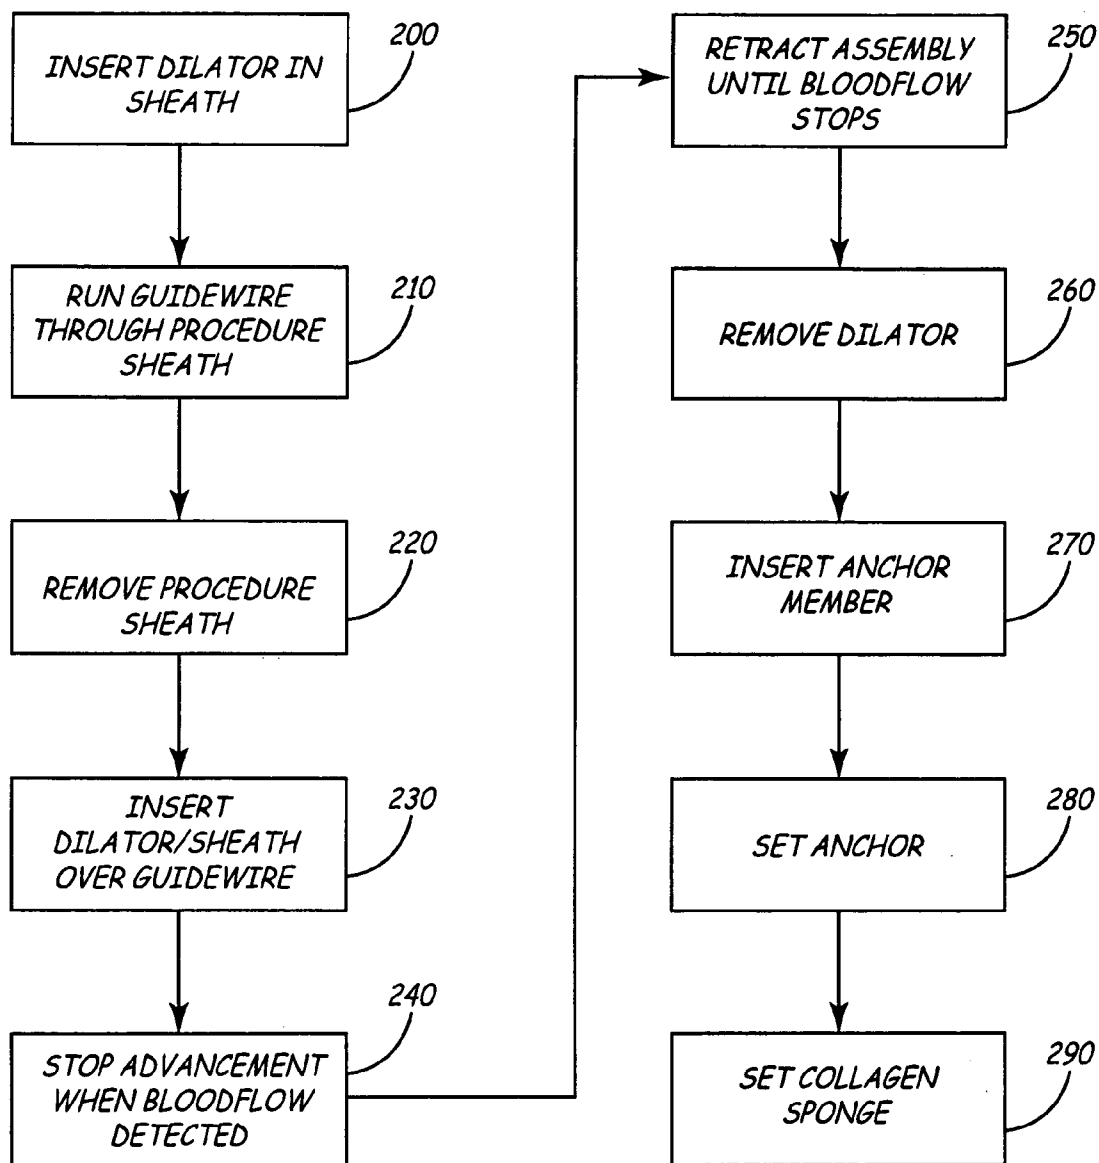 INSERT DILATOR IN
SHEATH
200
RUN GUIDEWIRE
THROUGH PROCEDURE
SHEATH
210
REMOVE PROCEDURE
SHEATH
220
INSERT
DILATOR/SHEATH
OVER GUIDEWIRE
230
STOP ADVANCEMENT
WHEN BLOODFLOW
DETECTED
240
RETRACT ASSEMBLY
UNTIL BLOODFLOW
STOPS
250
REMOVE DILATOR
260
INSERT ANCHOR
MEMBER
270
SET ANCHOR
280
SET COLLAGEN
SPONGE
290